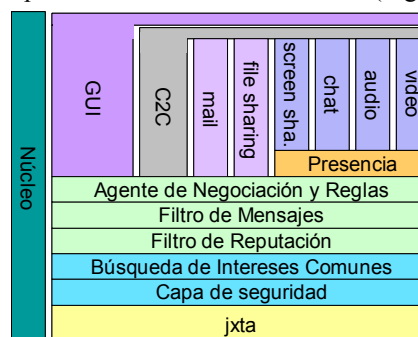 Núcleo
GUI
C2C
mail
file sharing
screen sha.
chat
audio
video
Presencia
Agente de Negociación y Reglas
Filtro de Mensajes
Filtro de Reputación
Búsqueda de Intereses Comunes
Capa de seguridad
jxta